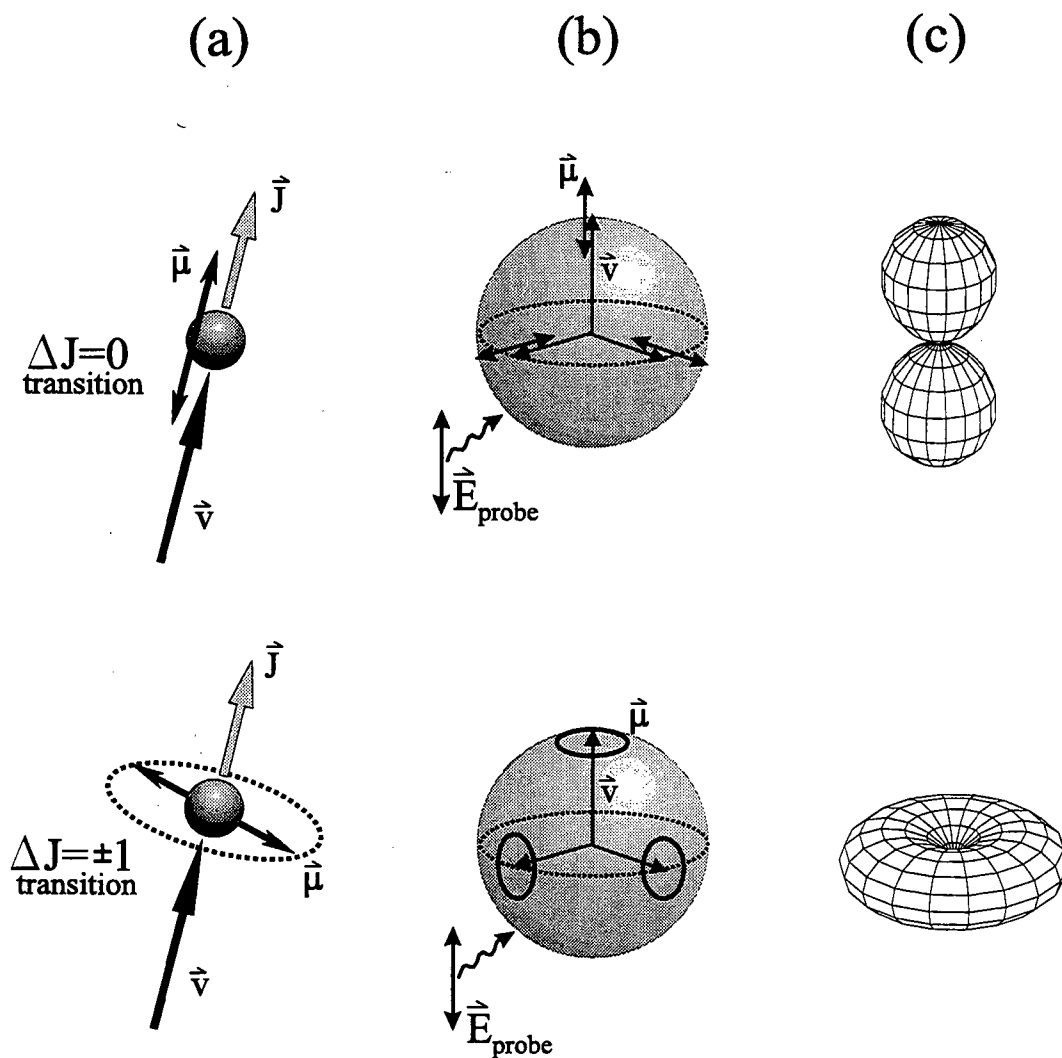 (a) (b) (c)
J⃗
μ⃗
ΔJ=0
transition
v⃗
μ⃗
v⃗
E⃗probe
J⃗
ΔJ=±1
transition
μ⃗
v⃗
μ⃗
v⃗
E⃗probe